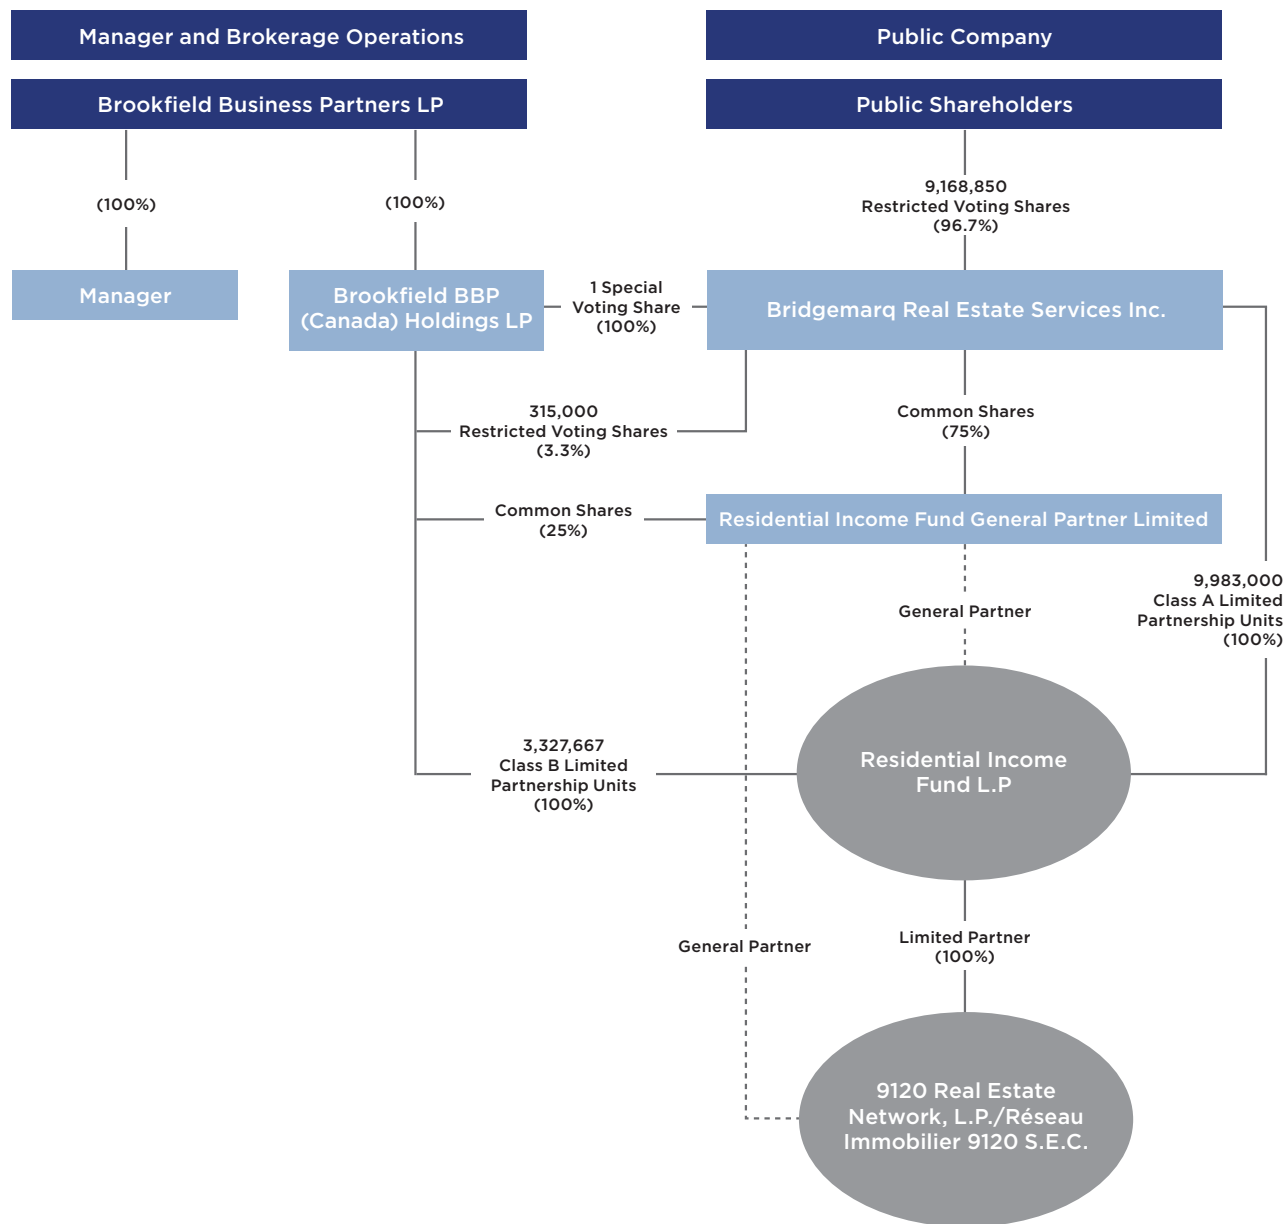 Manager and Brokerage Operations
Public Company
Brookfield Business Partners LP
Public Shareholders
(100%)
(100%)
9,168,850
Restricted Voting Shares
(96.7%)
Manager
Brookfield BBP
(Canada) Holdings LP
1 Special
Voting Share
(100%)
Bridgemarq Real Estate Services Inc.
315,000
Restricted Voting Shares
(3.3%)
Common Shares
(75%)
Common Shares
(25%)
Residential Income Fund General Partner Limited
General Partner
9,983,000
Class A Limited
Partnership Units
(100%)
3,327,667
Class B Limited
Partnership Units
(100%)
Residential Income
Fund L.P
General Partner
Limited Partner
(100%)
9120 Real Estate
Network, L.P./Réseau
Immobilier 9120 S.E.C.